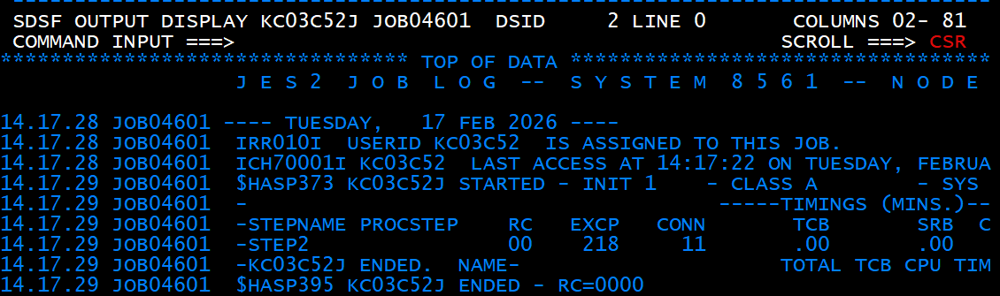 SDSF OUTPUT DISPLAY KC03C52J JOB04601  DSID     2 LINE 0       COLUMNS 02- 81
COMMAND INPUT ===>                                            SCROLL ===> CSR
********************************* TOP OF DATA **********************************
                   J E S 2  J O B  L O G  --  S Y S T E M  8 5 6 1  --  N O D E
14.17.28 JOB04601 ---- TUESDAY,   17 FEB 2026 ----
14.17.28 JOB04601  IRR010I  USERID KC03C52  IS ASSIGNED TO THIS JOB.
14.17.28 JOB04601  ICH70001I KC03C52  LAST ACCESS AT 14:17:22 ON TUESDAY, FEBRUA
14.17.29 JOB04601  $HASP373 KC03C52J STARTED - INIT 1    - CLASS A        - SYS
14.17.29 JOB04601  -                                      -----TIMINGS (MINS.)--
14.17.29 JOB04601  -STEPNAME PROCSTEP    RC   EXCP   CONN       TCB       SRB  C
14.17.29 JOB04601  -STEP2                00    218     11       .00       .00
14.17.29 JOB04601  -KC03C52J ENDED.  NAME-                     TOTAL TCB CPU TIM
14.17.29 JOB04601  $HASP395 KC03C52J ENDED - RC=0000